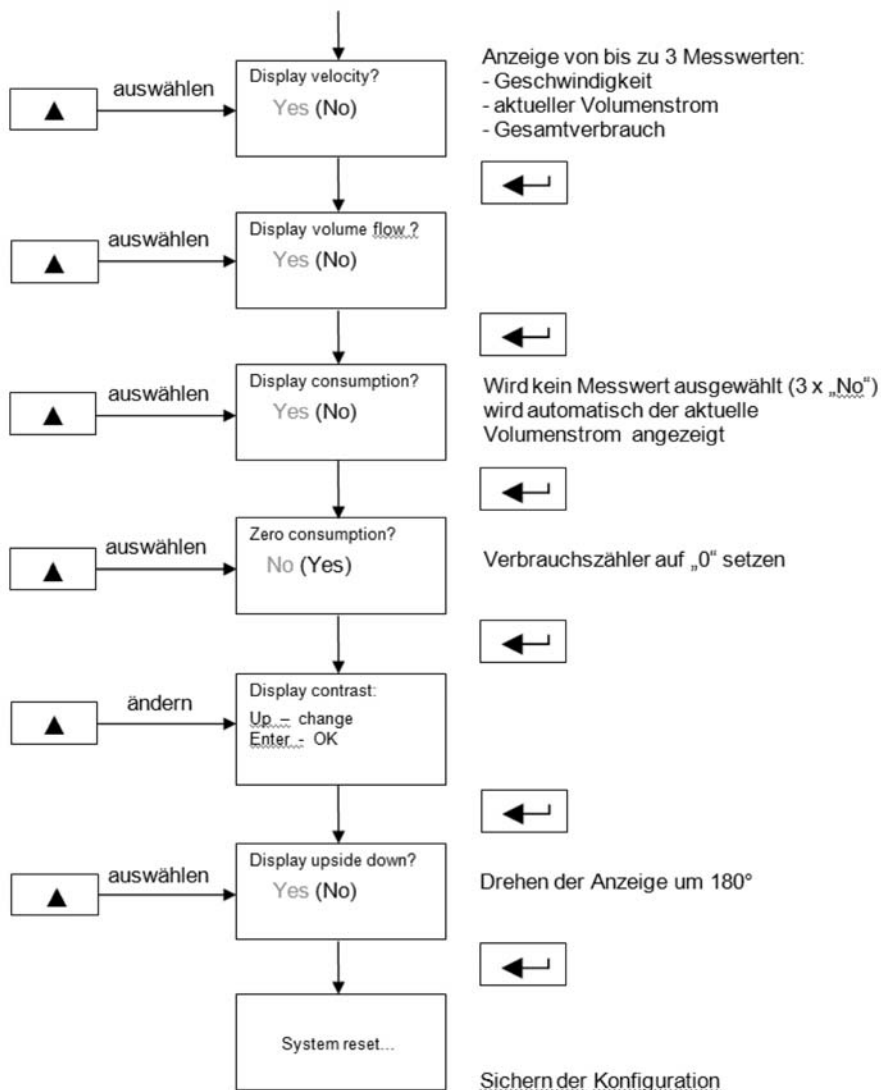 Display velocity?
auswählen
Yes (No)
Anzeige von bis zu 3 Messwerten:
- Geschwindigkeit
- aktueller Volumenstrom
- Gesamtverbrauch
Display volume flow ?
auswählen
Yes (No)
Display consumption?
auswählen
Yes (No)
Wird kein Messwert ausgewählt (3 x „No“)
wird automatisch der aktuelle
Volumenstrom angezeigt
Zero consumption?
auswählen
No (Yes)
Verbrauchszähler auf „0“ setzen
Display contrast:
ändern
Up – change
Enter - OK
Display upside down?
auswählen
Yes (No)
Drehen der Anzeige um 180°
System reset...
Sichern der Konfiguration